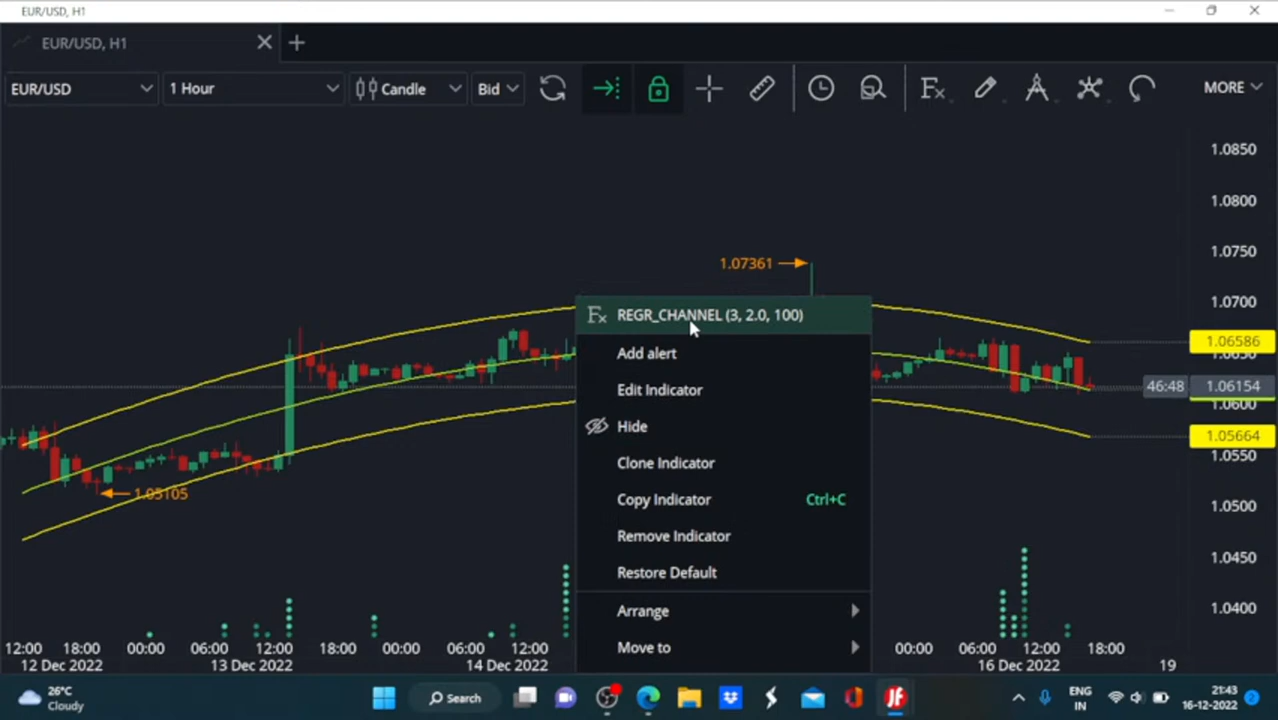 EUR/USD, H1
EUR/USD, H1
EUR/USD
1 Hour
Candle
Bid
MORE
1.0850
1.0800
1.0750
1.07361
1.0700
REGR_CHANNEL (3, 2.0, 100)
1.06586
Add alert
46:48
1.06154
Edit Indicator
1.0600
Hide
1.05664
1.0550
Clone Indicator
1.05105
Copy Indicator Ctrl+C
1.0500
Remove Indicator
1.0450
Restore Default
Arrange
1.0400
Move to
12:00 18:00 00:00 06:00 12:00 18:00 00:00 06:00 12:00 00:00 06:00 12:00 18:00
12 Dec 2022 13 Dec 2022 14 Dec 2022 16 Dec 2022 19
26°C
Cloudy
Search
ENG
IN
21:43
16-12-2022
2